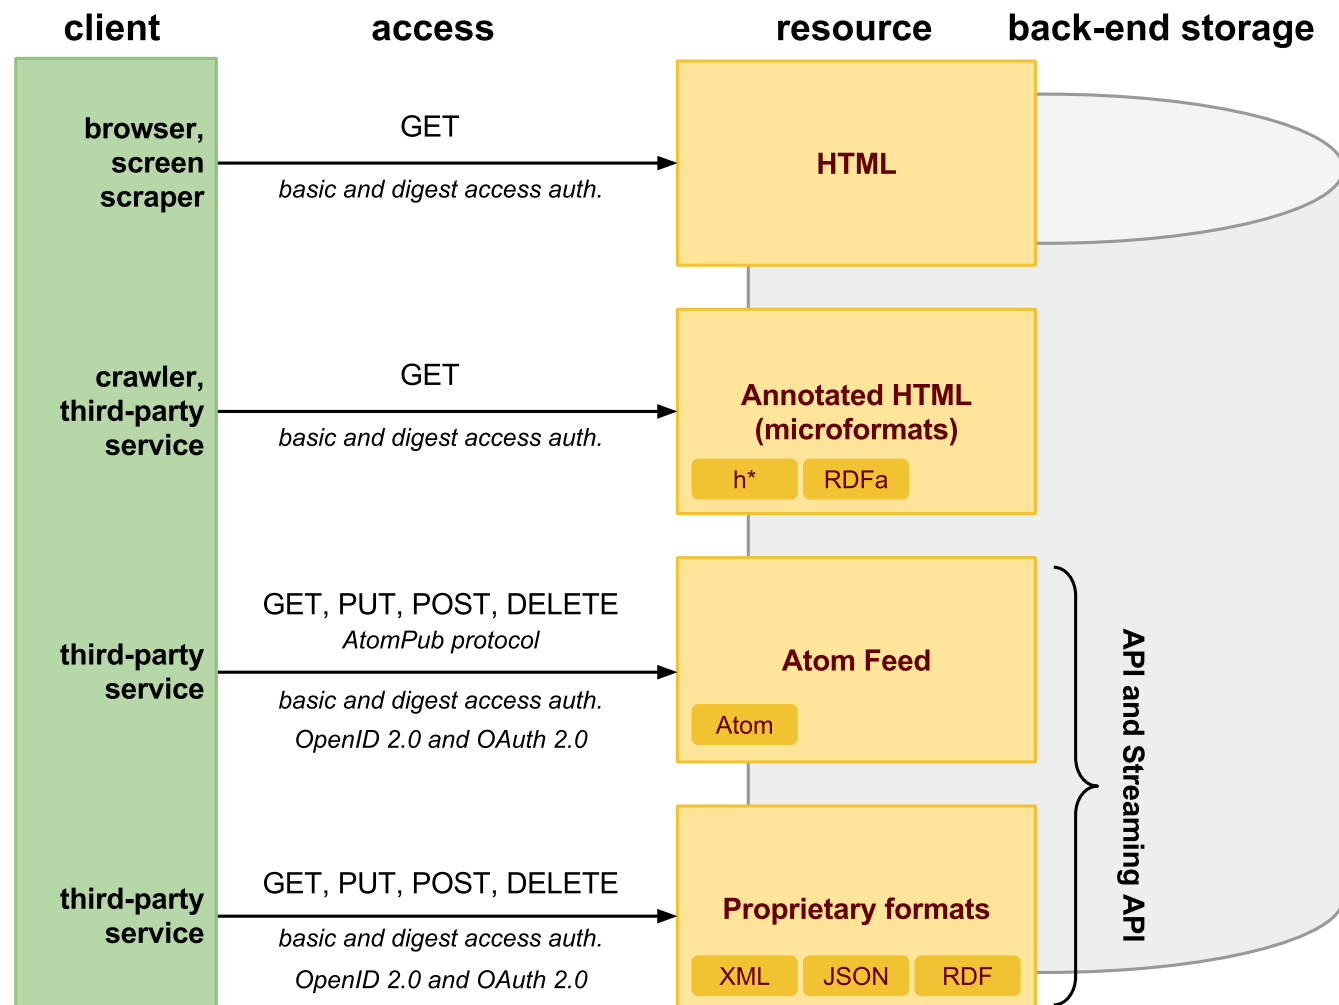 client
access
resource
back-end storage
browser,
screen
scraper
GET
basic and digest access auth.
HTML
crawler,
third-party
service
GET
basic and digest access auth.
Annotated HTML
(microformats)
h*
RDFa
third-party
service
GET, PUT, POST, DELETE
AtomPub protocol
basic and digest access auth.
OpenID 2.0 and OAuth 2.0
Atom Feed
Atom
third-party
service
GET, PUT, POST, DELETE
basic and digest access auth.
OpenID 2.0 and OAuth 2.0
Proprietary formats
XML
JSON
RDF
API and Streaming API